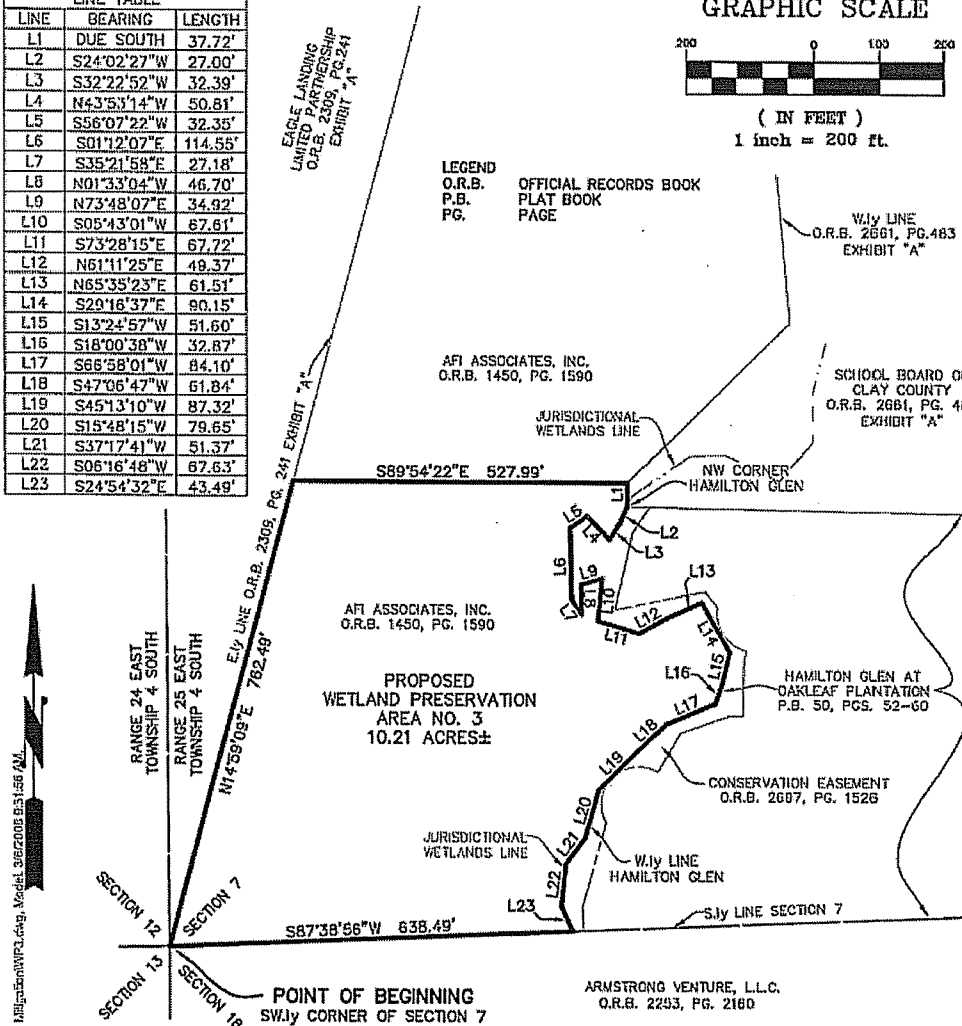 LINE TABLE
LINE BEARING LENGTH
L1 DUE SOUTH 37.72'
L2 S24°02'27"W 27.00'
L3 S32°22'52"W 32.39'
L4 N43°53'14"W 50.81'
L5 S56°07'22"W 32.35'
L6 S01°12'07"E 114.55'
L7 S35°21'58"E 27.18'
L8 N01°33'04"W 46.70'
L9 N73°48'07"E 34.92'
L10 S05°43'01"W 67.61'
L11 S73°28'15"E 67.72'
L12 N61°11'25"E 49.37'
L13 N65°35'23"E 61.51'
L14 S29°16'37"E 90.15'
L15 S13°24'57"W 51.60'
L16 S18°00'38"W 32.87'
L17 S66°58'01"W 84.10'
L18 S47°06'47"W 61.84'
L19 S45°13'10"W 87.32'
L20 S15°48'15"W 79.65'
L21 S37°17'41"W 51.37'
L22 S06°16'48"W 67.63'
L23 S24°54'32"E 43.49'
GRAPHIC SCALE
200 0 100 200
( IN FEET )
1 inch = 200 ft.
EAGLE LANDING
LIMITED PARTNERSHIP
O.R.B. 2309, PG.241
EXHIBIT "A"
LEGEND
O.R.B. OFFICIAL RECORDS BOOK
P.B. PLAT BOOK
PG. PAGE
W.ly LINE
O.R.B. 2661, PG.463
EXHIBIT "A"
AFI ASSOCIATES, INC.
O.R.B. 1450, PG. 1590
SCHOOL BOARD O
CLAY COUNTY
O.R.B. 2661, PG. 4
EXHIBIT "A"
JURISDICTIONAL
WETLANDS LINE
NW CORNER
HAMILTON GLEN
S89°54'22"E 527.99'
L1
L2
L3
L4
L5
L6
L7
L8
L9
L10
L11
L12
L13
L14
L15
L16
L17
L18
L19
L20
L21
L22
L23
E.ly LINE O.R.B. 2309, PG. 241 EXHIBIT "A"
N14°59'09"E 762.49'
AFI ASSOCIATES, INC.
O.R.B. 1450, PG. 1590
PROPOSED
WETLAND PRESERVATION
AREA NO. 3
10.21 ACRES±
RANGE 24 EAST
TOWNSHIP 4 SOUTH
RANGE 25 EAST
TOWNSHIP 4 SOUTH
HAMILTON GLEN AT
OAKLEAF PLANTATION
P.B. 50, PGS. 52-60
CONSERVATION EASEMENT
O.R.B. 2687, PG. 1526
JURISDICTIONAL
WETLANDS LINE
W.ly LINE
HAMILTON GLEN
S.ly LINE SECTION 7
SECTION 12
SECTION 7
SECTION 13
SECTION 18
S87°38'56"W 638.49'
POINT OF BEGINNING
SW.ly CORNER OF SECTION 7
ARMSTRONG VENTURE, L.L.C.
O.R.B. 2293, PG. 2160
Model, 3/6/2008 9:31:56 AM,